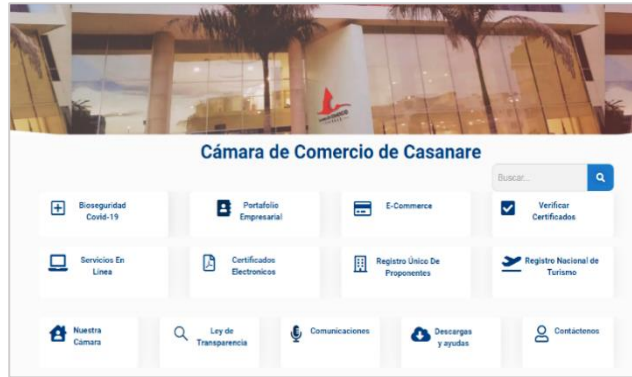 Cámara de Comercio de Casanare
Buscar...
Bioseguridad
Covid-19
Portafolio
Empresarial
E-Commerce
Verificar
Certificados
Servicios En
Línea
Certificados
Electronicos
Registro Único De
Proponentes
Registro Nacional de
Turismo
Nuestra
Cámara
Ley de
Transparencia
Comunicaciones
Descargas
y ayudas
Contáctenos